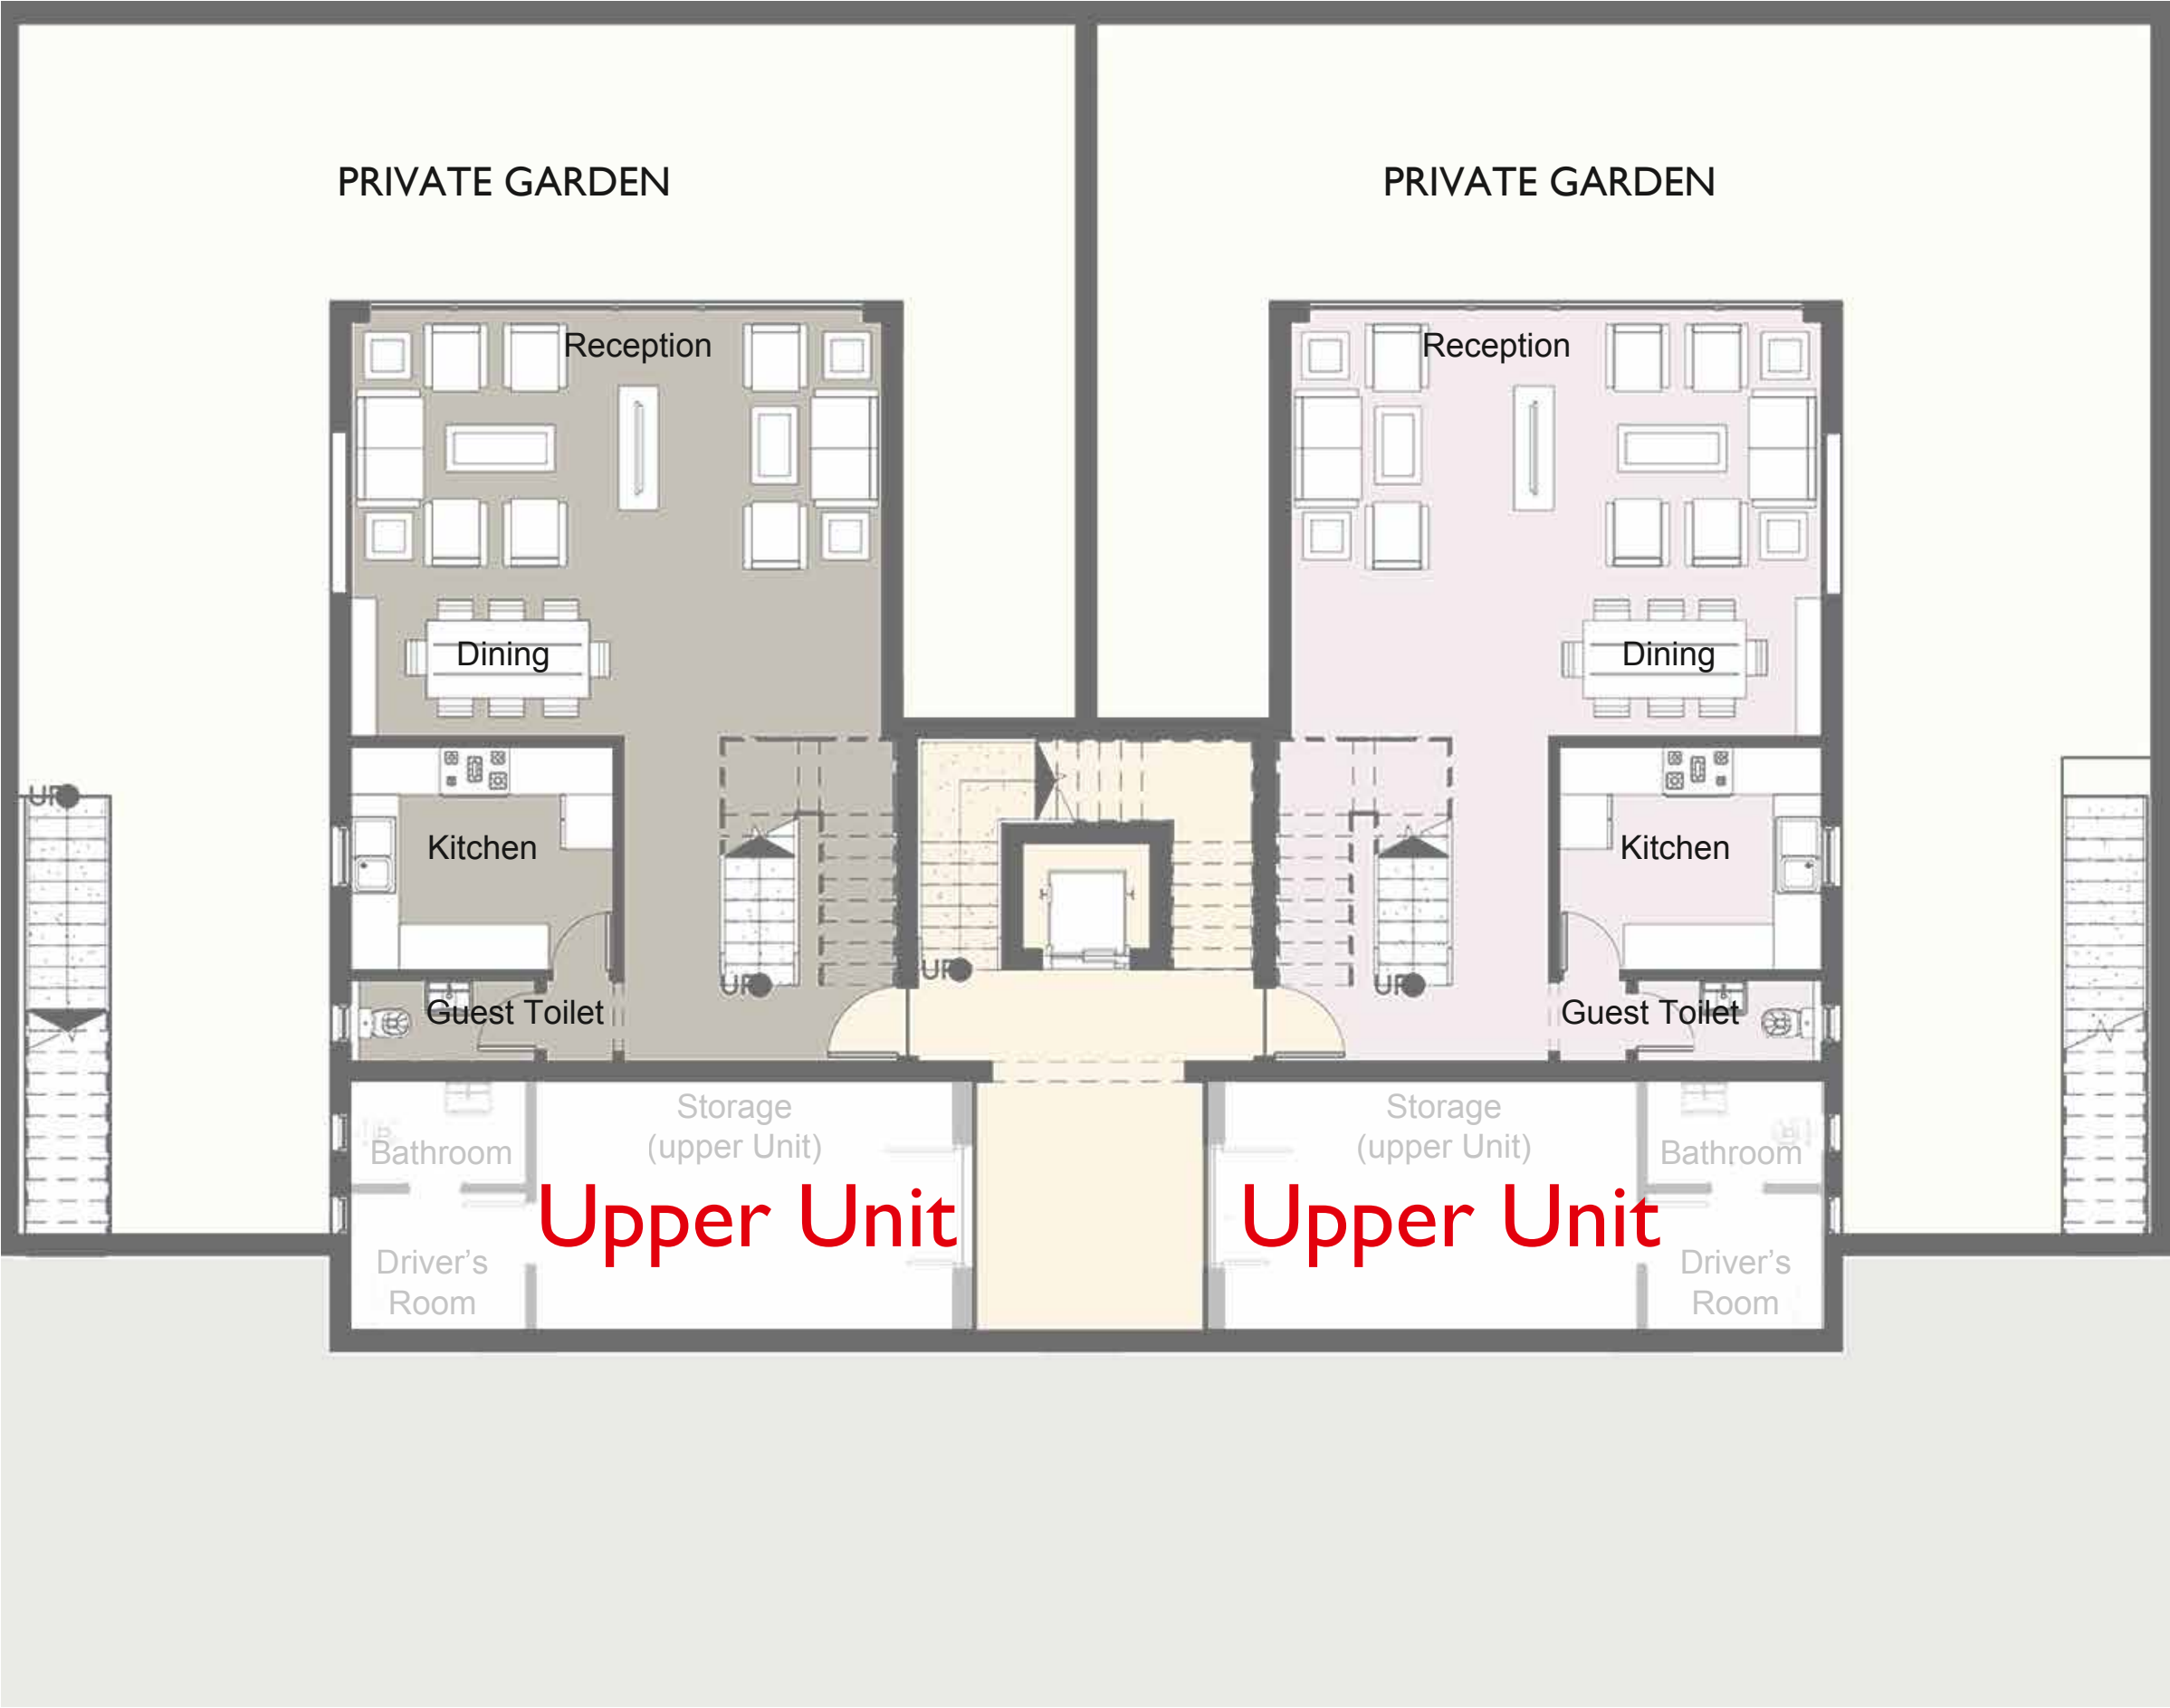 PRIVATE GARDEN
PRIVATE GARDEN
Reception
Reception
Dining
Dining
UP
Kitchen
Kitchen
UP
UP
UP
Guest Toilet
Guest Toilet
Storage
(upper Unit)
Storage
(upper Unit)
Bathroom
Bathroom
Upper Unit
Upper Unit
Driver's
Room
Driver's
Room